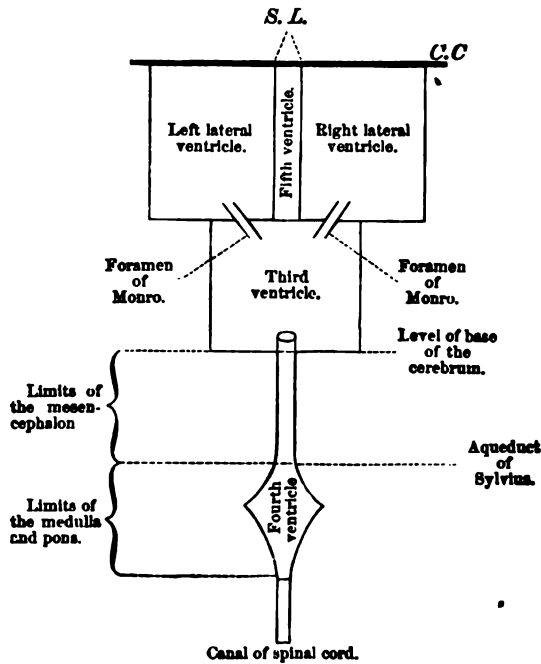 S. L.
C.C
Left lateral
ventricle.
Fifth ventricle.
Right lateral
ventricle.
Foramen
of
Monro.
Third
ventricle.
Foramen
of
Monro.
Level of base
of the
cerebrum.
Limits of
the mesen-
cephalon
Aqueduct
of
Sylvius.
Limits of
the medulla
and pons.
Fourth
ventricle
Canal of spinal cord.